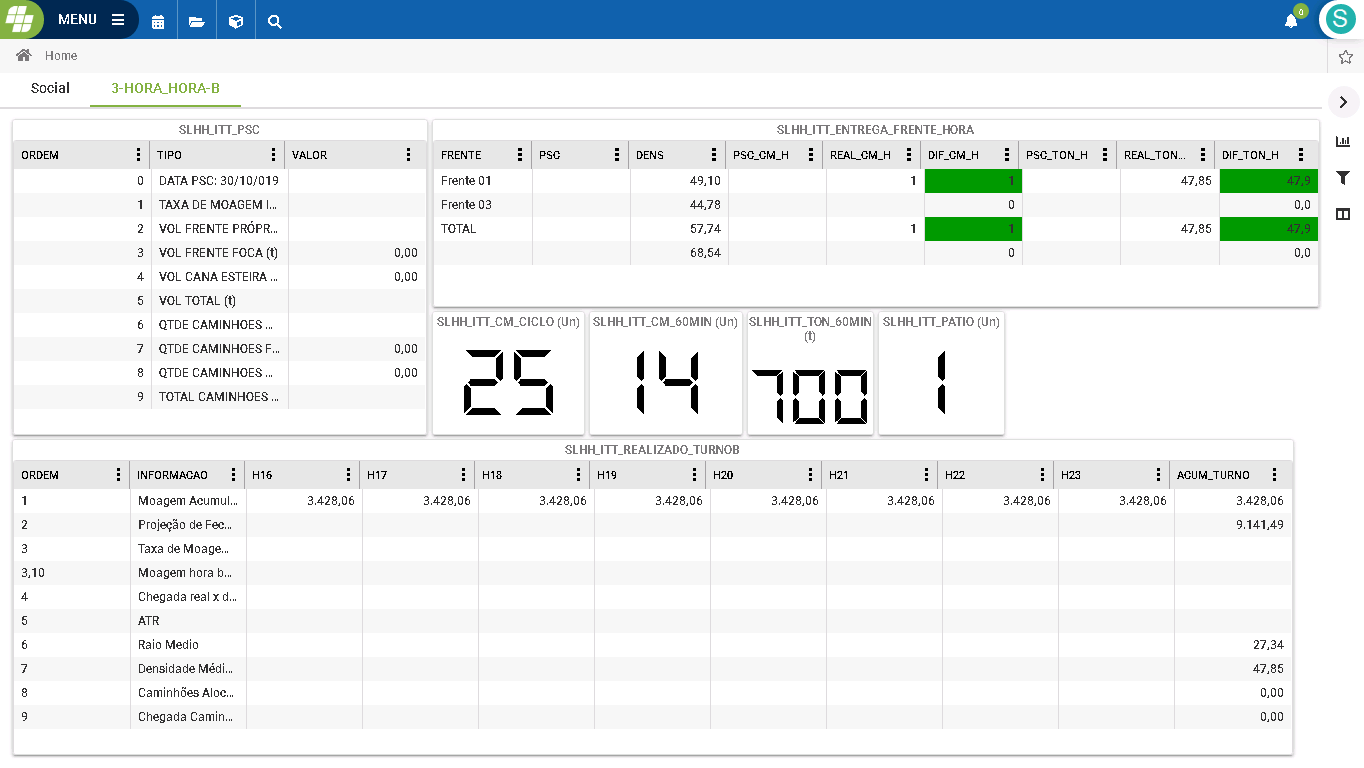 MENU
0
S
Home
Social 3-HORA_HORA-B
SLHH_ITT_PSC
ORDEM TIPO VALOR
0 DATA PSC: 30/10/019
1 TAXA DE MOAGEM I...
2 VOL FRENTE PRÓPR...
3 VOL FRENTE FOCA (t) 0,00
4 VOL CANA ESTEIRA ... 0,00
5 VOL TOTAL (t)
6 QTDE CAMINHOES ...
7 QTDE CAMINHOES F... 0,00
8 QTDE CAMINHOES ... 0,00
9 TOTAL CAMINHOES ...
SLHH_ITT_ENTREGA_FRENTE_HORA
FRENTE PSC DENS PSC_CM_H REAL_CM_H DIF_CM_H PSC_TON_H REAL_TON... DIF_TON_H
Frente 01 49,10 1 1 47,85 47,9
Frente 03 44,78 0 0,0
TOTAL 57,74 1 1 47,85 47,9
68,54 0 0,0
SLHH_ITT_CM_CICLO (Un)
25
SLHH_ITT_CM_60MIN (Un)
14
SLHH_ITT_TON_60MIN
(t)
700
SLHH_ITT_PATIO (Un)
1
SLHH_ITT_REALIZADO_TURNOB
ORDEM INFORMACAO H16 H17 H18 H19 H20 H21 H22 H23 ACUM_TURNO
1 Moagem Acumul... 3.428,06 3.428,06 3.428,06 3.428,06 3.428,06 3.428,06 3.428,06 3.428,06 3.428,06
2 Projeção de Fec... 9.141,49
3 Taxa de Moage...
3,10 Moagem hora b...
4 Chegada real x d...
5 ATR
6 Raio Medio 27,34
7 Densidade Médi... 47,85
8 Caminhões Aloc... 0,00
9 Chegada Camin... 0,00